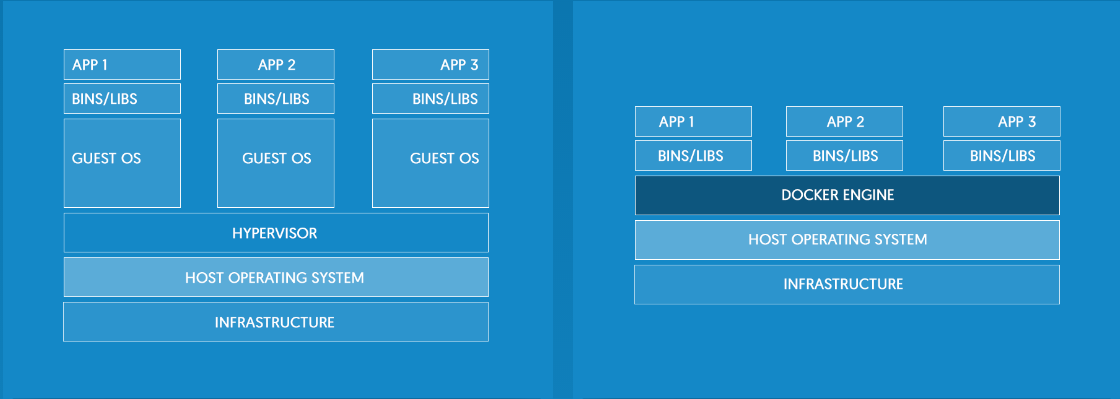 APP 1
APP 2
APP 3
BINS/LIBS
BINS/LIBS
BINS/LIBS
GUEST OS
GUEST OS
GUEST OS
HYPERVISOR
HOST OPERATING SYSTEM
INFRASTRUCTURE
APP 1
APP 2
APP 3
BINS/LIBS
BINS/LIBS
BINS/LIBS
DOCKER ENGINE
HOST OPERATING SYSTEM
INFRASTRUCTURE